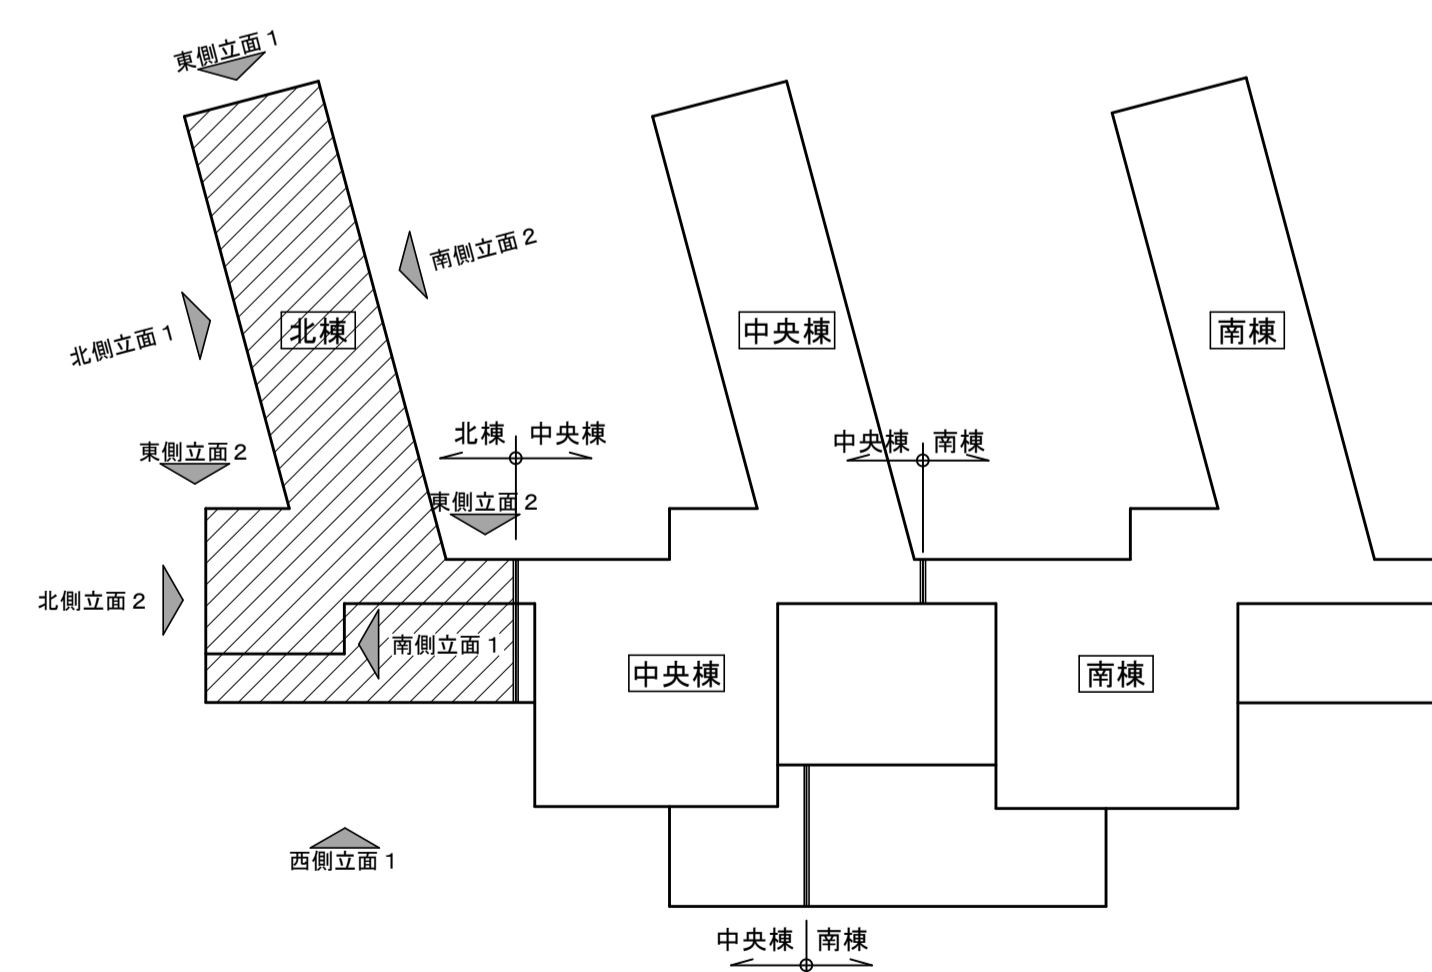 東側立面1
南側立面2
北側立面1
北棟
中央棟
南棟
東側立面2
北棟 中央棟
中央棟 南棟
東側立面2
北側立面2
南側立面1
中央棟
南棟
西側立面1
中央棟 南棟